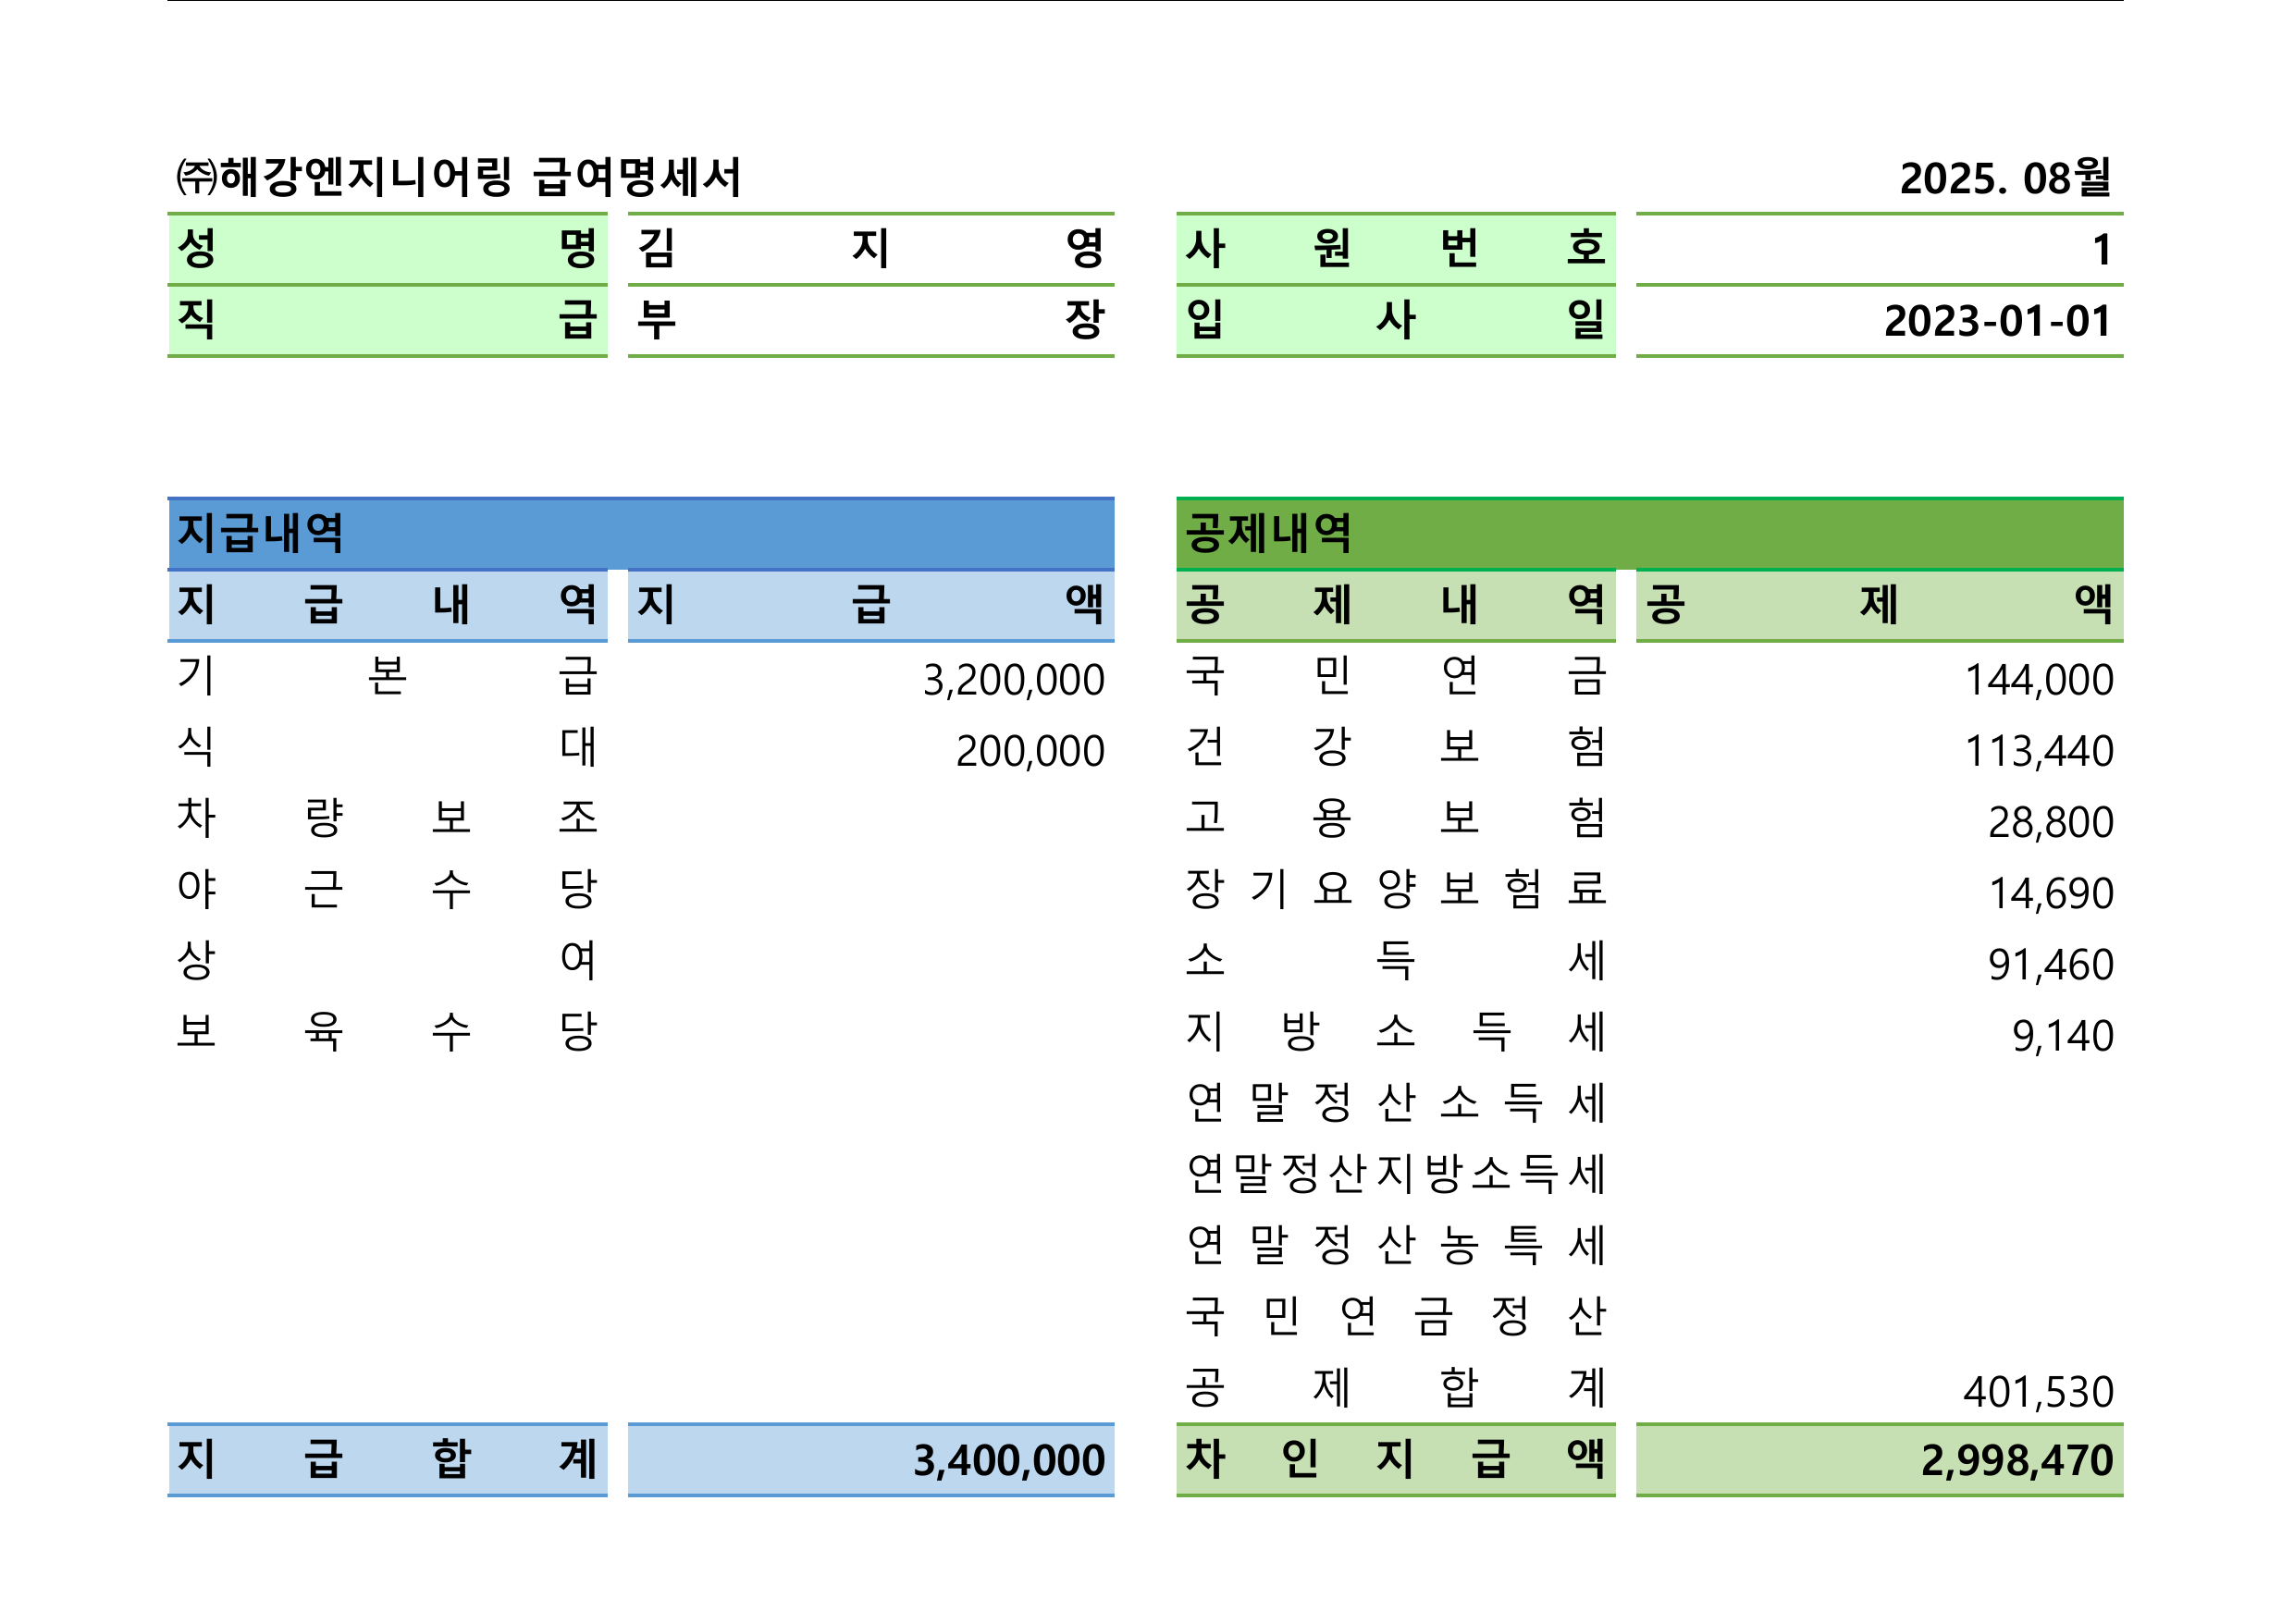 ㈜해강엔지니어링 급여명세서 2025. 08월
성명 김지영 사원번호 1
직급 부장 입사일 2023-01-01
지급내역 공제내역
지급내역 지급액 공제내역 공제액
기본급 3,200,000 국민연금 144,000
식대 200,000 건강보험 113,440
차량보조 고용보험 28,800
야근수당 장기요양보험료 14,690
상여 소득세 91,460
보육수당 지방소득세 9,140
연말정산소득세
연말정산지방소득세
연말정산농특세
국민연금정산
공제합계 401,530
지급합계 3,400,000 차인지급액 2,998,470